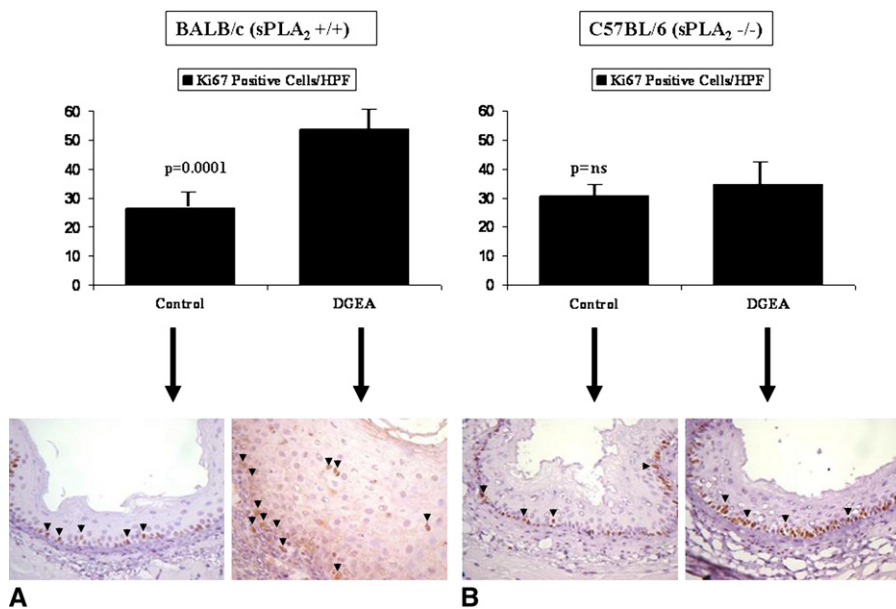 BALB/c (sPLA₂ +/+)
Ki67 Positive Cells/HPF
60
50
40
30
20
10
0
p=0.0001
Control
DGEA
A
C57BL/6 (sPLA₂ -/-)
Ki67 Positive Cells/HPF
60
50
40
30
20
10
0
p=ns
Control
DGEA
B